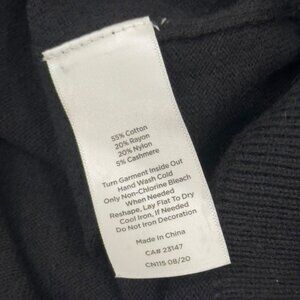 55% Cotton
20% Rayon
20% Nylon
5% Cashmere
Turn Garment Inside Out
Hand Wash Cold
Only Non-Chlorine Bleach
When Needed
Reshape, Lay Flat To Dry
Cool Iron, If Needed
Do Not Iron Decoration
Made in China
CA# 23147
CN115 08/20